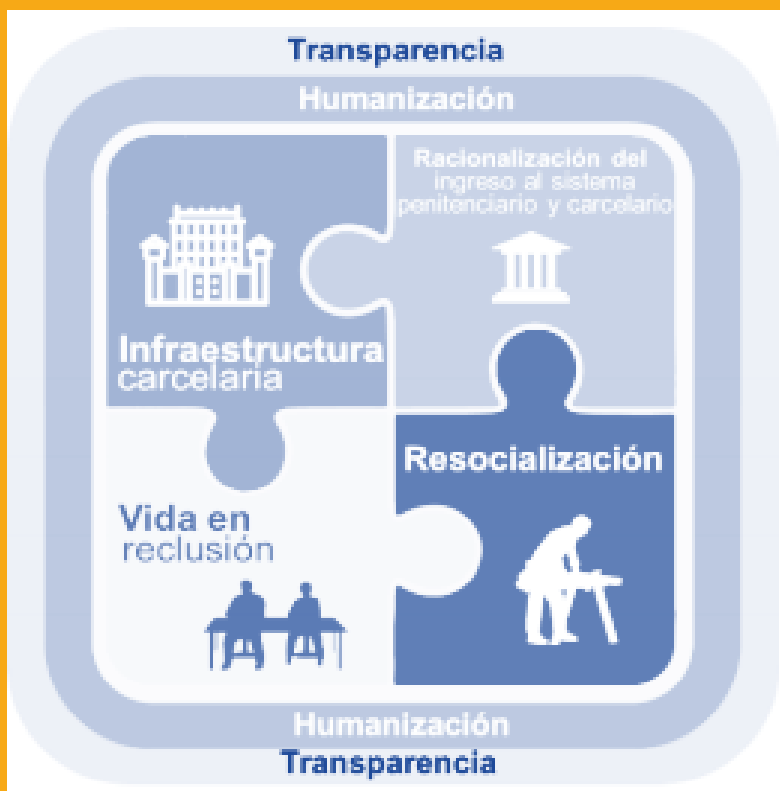 Transparencia
Humanización
Racionalización del
ingreso al sistema
penitenciario y carcelario
Infraestructura
carcelaria
Resocialización
Vida en
reclusión
Humanización
Transparencia